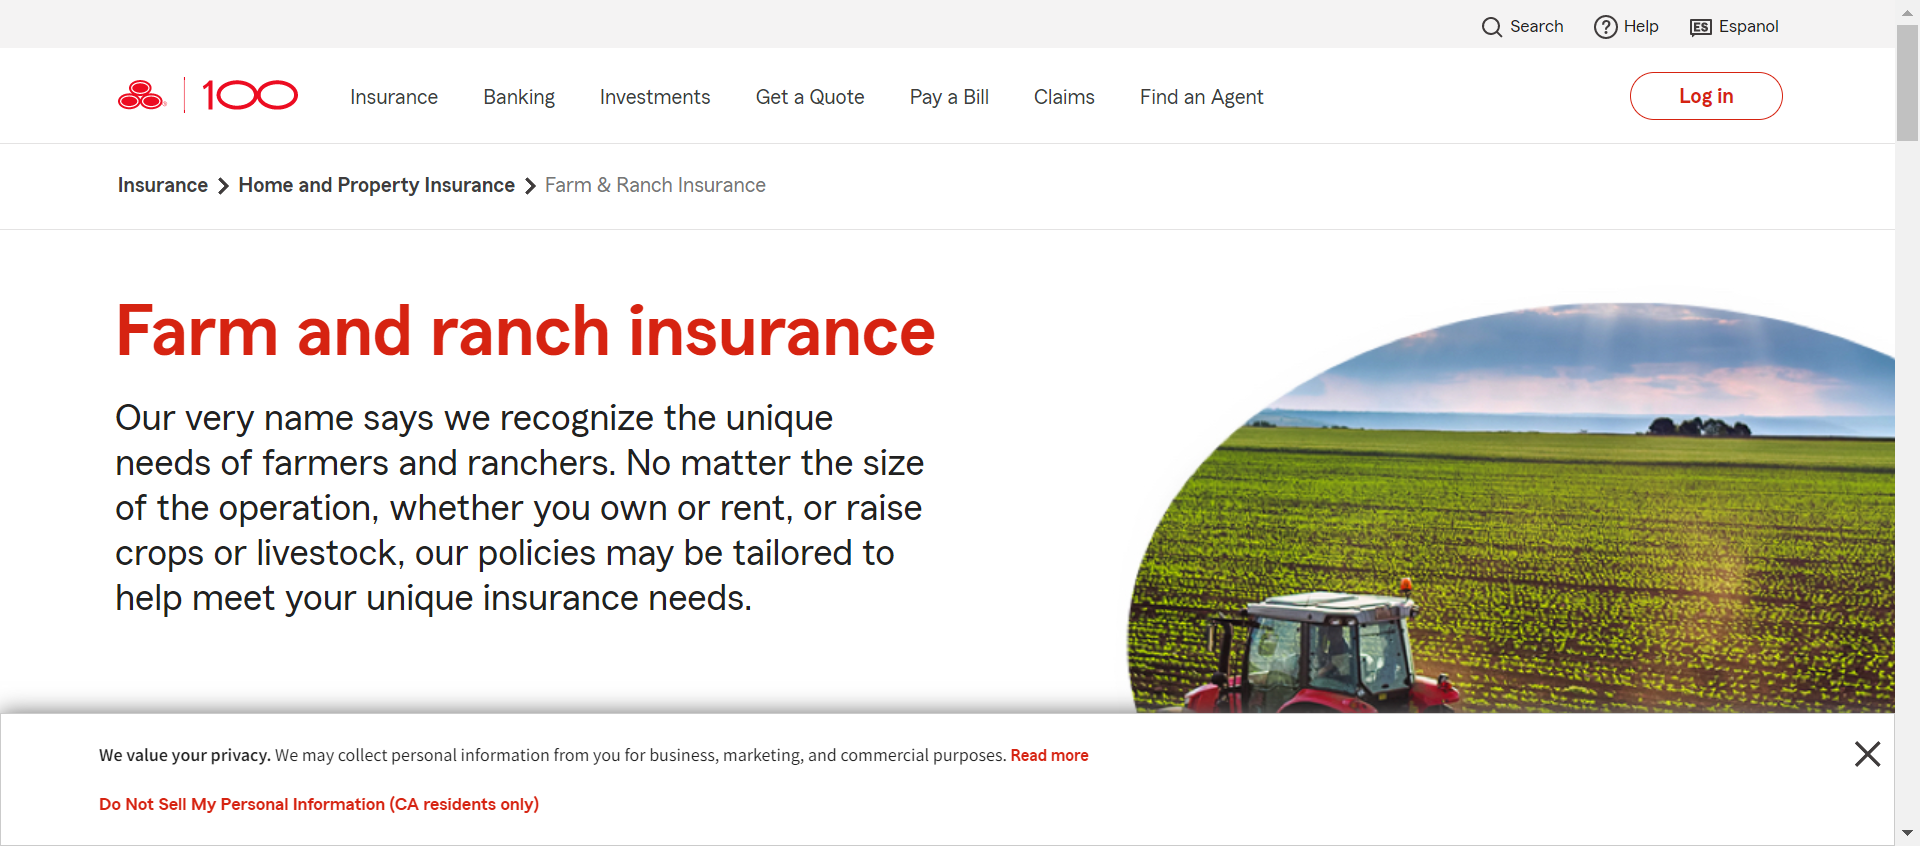 Search Help ES Espanol
100 Insurance Banking Investments Get a Quote Pay a Bill Claims Find an Agent Log in
Insurance Home and Property Insurance Farm & Ranch Insurance
Farm and ranch insurance
Our very name says we recognize the unique
needs of farmers and ranchers. No matter the size
of the operation, whether you own or rent, or raise
crops or livestock, our policies may be tailored to
help meet your unique insurance needs.
We value your privacy. We may collect personal information from you for business, marketing, and commercial purposes. Read more
Do Not Sell My Personal Information (CA residents only)